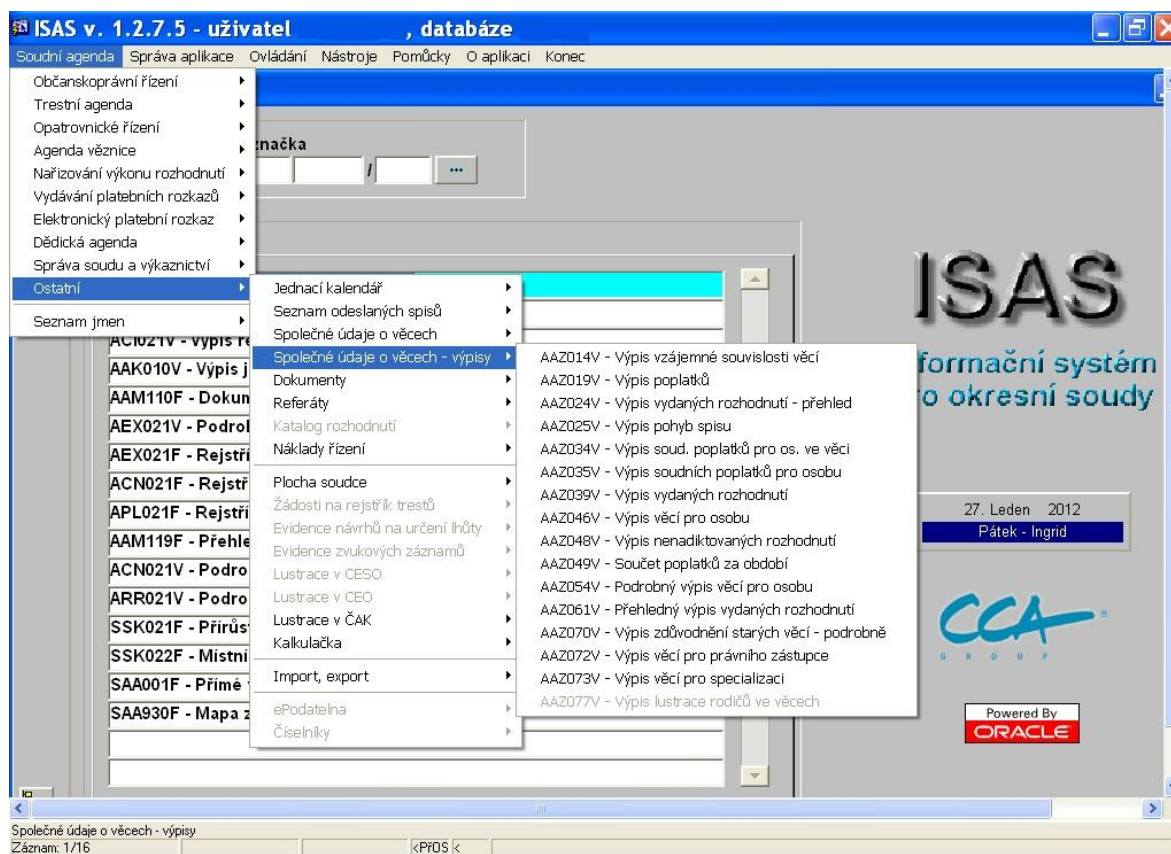 ISAS v. 1.2.7.5 - uživatel , databáze
Soudní agenda Správa aplikace Ovládání Nástroje Pomůcky O aplikaci Konec
Občanskoprávní řízení
Trestní agenda
Opatrovnické řízení
Agenda věznice
Nařizování výkonu rozhodnutí
Vydávání platebních rozkazů
Elektronický platební rozkaz
Dědická agenda
Správa soudu a výkaznictví
Ostatní
Seznam jmen
značka
/
...
Jednací kalendář
Seznam odeslaných spisů
Společné údaje o věcech
Společné údaje o věcech - výpisy
Dokumenty
Referáty
Katalog rozhodnutí
Náklady řízení
Plocha soudce
Žádosti na rejstřík trestů
Evidence návrhů na určení lhůty
Evidence zvukových záznamů
Lustrace v CESO
Lustrace v CEO
Lustrace v ČAK
Kalkulačka
Import, export
ePodatelna
Číselníky
AAZ014V - Výpis vzájemné souvislosti věcí
AAZ019V - Výpis poplatků
AAZ024V - Výpis vydaných rozhodnutí - přehled
AAZ025V - Výpis pohyb spisu
AAZ034V - Výpis soud. poplatků pro os. ve věci
AAZ035V - Výpis soudních poplatků pro osobu
AAZ039V - Výpis vydaných rozhodnutí
AAZ046V - Výpis věcí pro osobu
AAZ048V - Výpis nenadiktovaných rozhodnutí
AAZ049V - Součet poplatků za období
AAZ054V - Podrobný výpis věcí pro osobu
AAZ061V - Přehledný výpis vydaných rozhodnutí
AAZ070V - Výpis zdůvodnění starých věcí - podrobně
AAZ072V - Výpis věcí pro právního zástupce
AAZ073V - Výpis věcí pro specializaci
AAZ077V - Výpis lustrace rodičů ve věcech
ACI021V - Výpis re
AAK010V - Výpis j
AAM110F - Dokum
AEX021V - Podrol
AEX021F - Rejstří
ACN021F - Rejstř
APL021F - Rejstří
AAM119F - Přehle
ACN021V - Podro
ARR021V - Podro
SSK021F - Přírůs
SSK022F - Místní
SAA001F - Přímé
SAA930F - Mapa z
ISAS
formační systém
o okresní soudy
27. Leden 2012
Pátek - Ingrid
CCA
GROUP
Powered By
ORACLE
Společné údaje o věcech - výpisy
Záznam: 1/16 <PřOS <